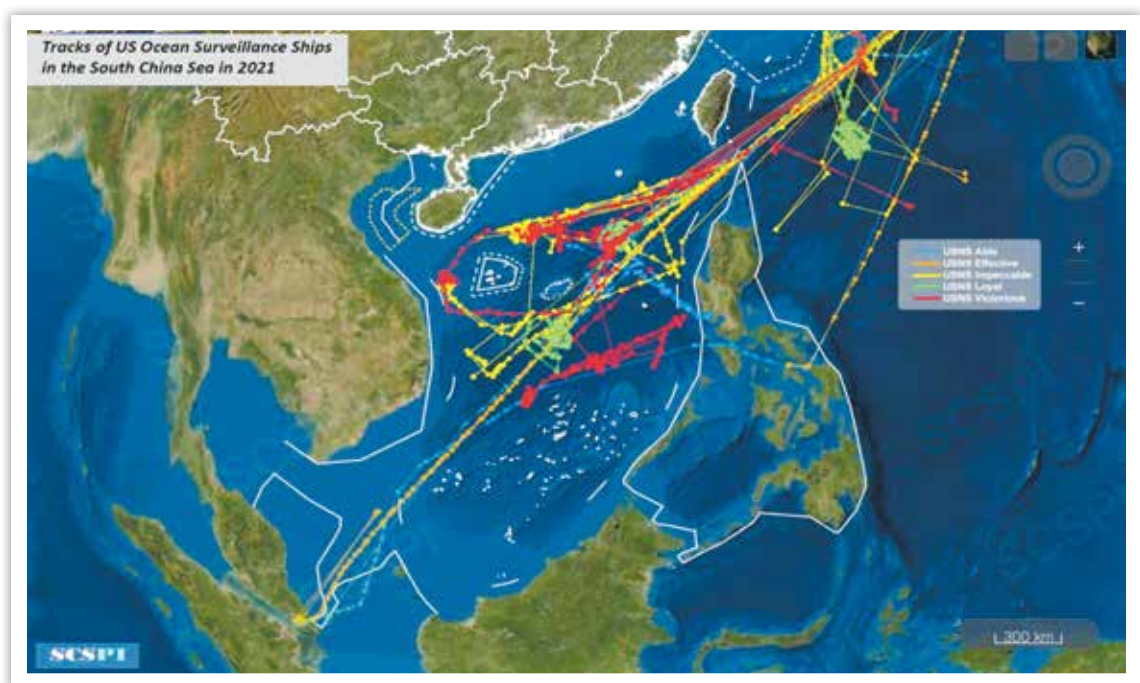 Tracks of US Ocean Surveillance Ships
in the South China Sea in 2021
USNS Able
USNS Effective
USNS Impeccable
USNS Loyal
USNS Victorious
+
−
300 km
SCSPI